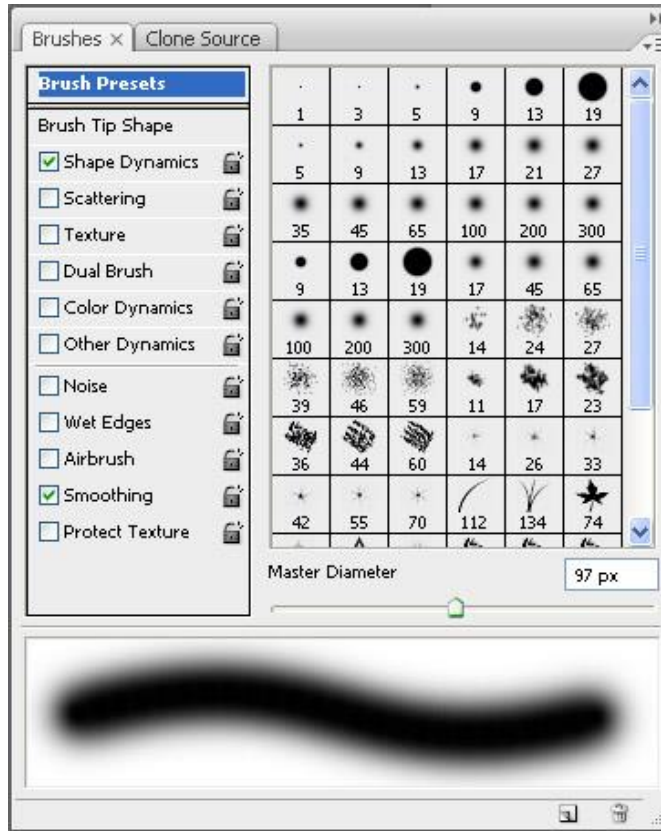 Brushes × Clone Source
Brush Presets
Brush Tip Shape
Shape Dynamics
Scattering
Texture
Dual Brush
Color Dynamics
Other Dynamics
Noise
Wet Edges
Airbrush
Smoothing
Protect Texture
1 3 5 9 13 19
5 9 13 17 21 27
35 45 65 100 200 300
9 13 19 17 45 65
100 200 300 14 24 27
39 46 59 11 17 23
36 44 60 14 26 33
42 55 70 112 134 74
Master Diameter 97 px